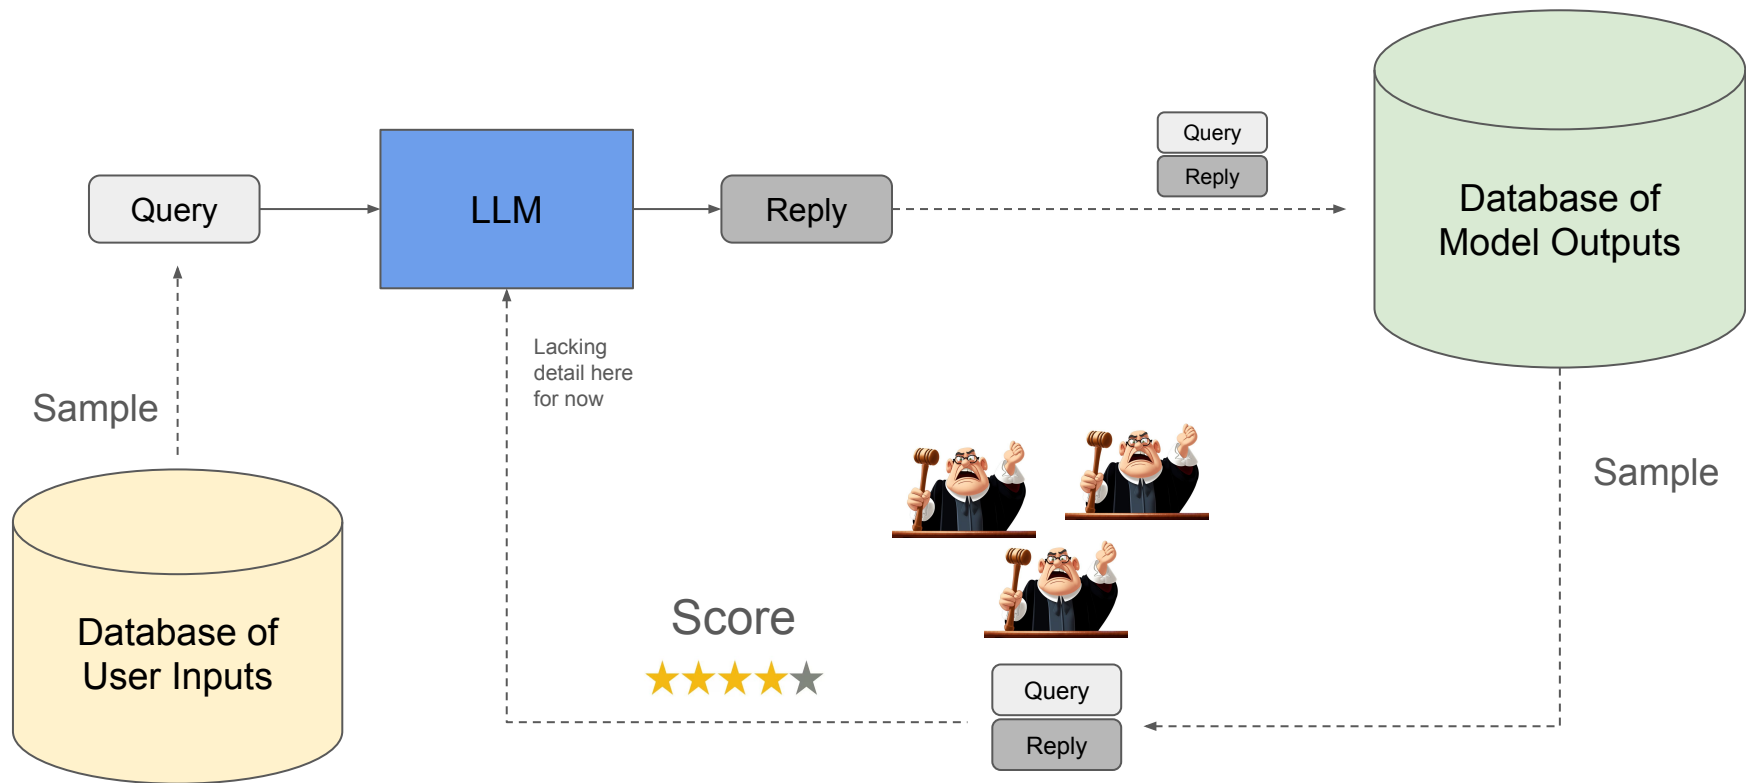 Query
LLM
Reply
Query
Reply
Database of
Model Outputs
Lacking
detail here
for now
Sample
Sample
Database of
User Inputs
Score
Query
Reply